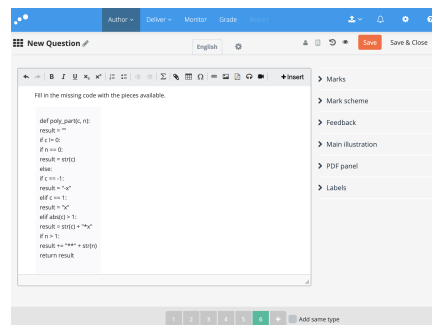 Author Deliver Monitor Grade
New Question
English
Save Save & Close
B I U x₂ x² Σ Ω + Insert
Fill in the missing code with the pieces available.
def poly_part(c, n):
result = ""
if c != 0:
if n == 0:
result = str(c)
else:
if c == -1:
result = "-x"
elif c == 1:
result = "x"
elif abs(c) > 1:
result = str(c) + "*x"
if n > 1:
result += "**" + str(n)
return result
Marks
Mark scheme
Feedback
Main illustration
PDF panel
Labels
1 2 3 4 5 6 + Add same type